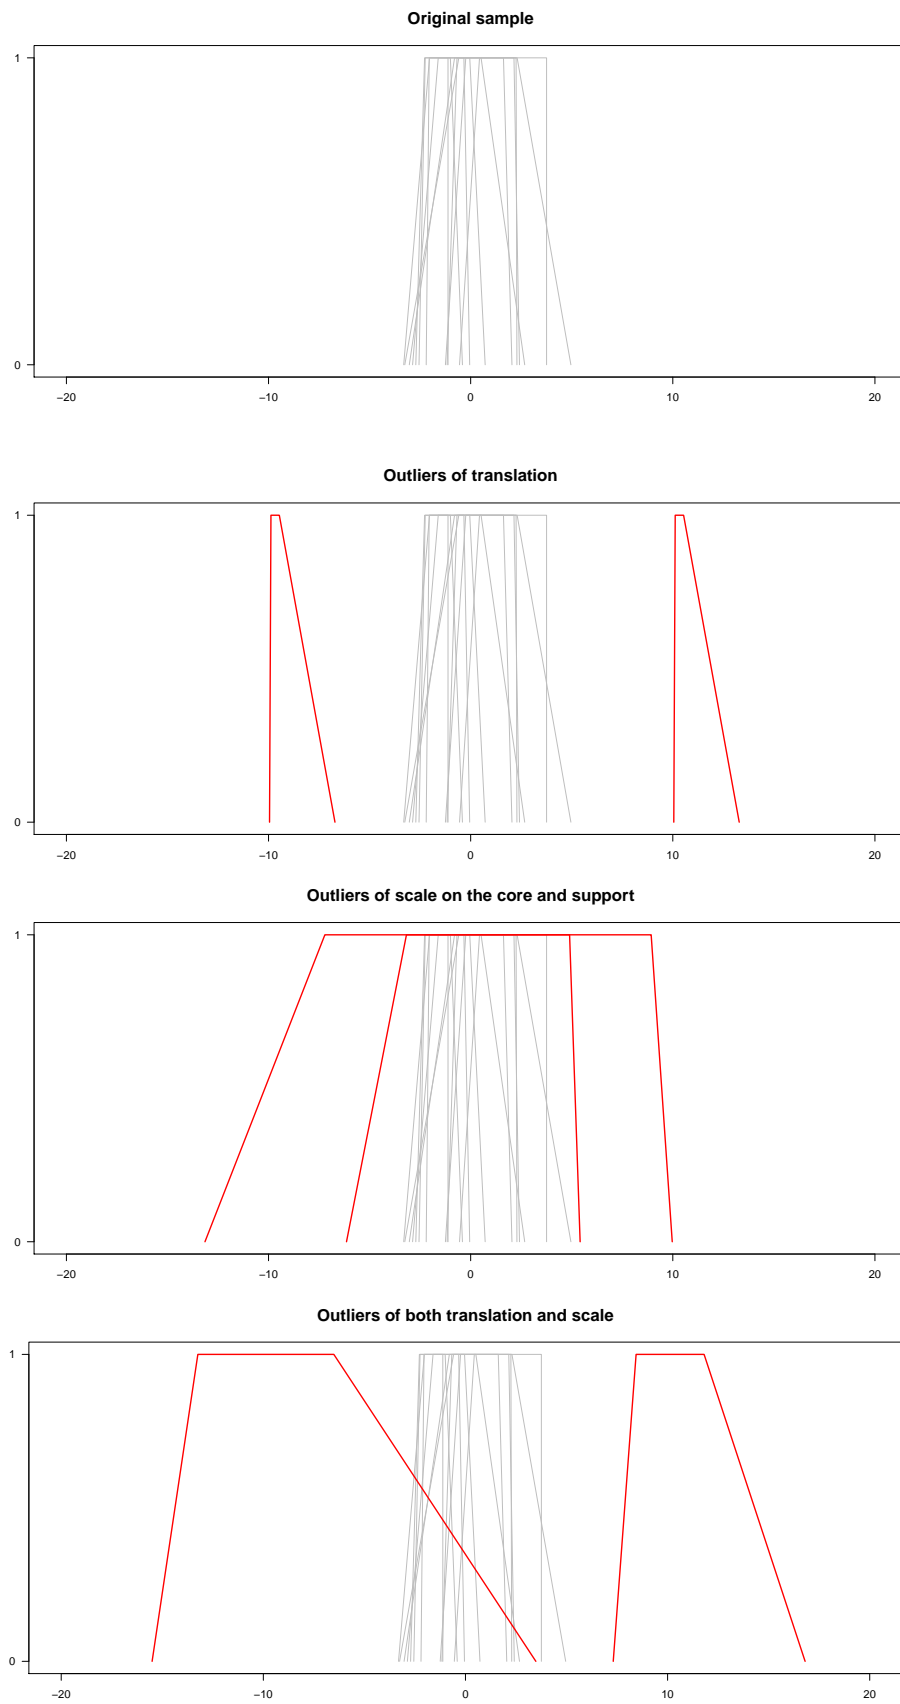 Original sample
1
0
−20 −10 0 10 20
Outliers of translation
1
0
−20 −10 0 10 20
Outliers of scale on the core and support
1
0
−20 −10 0 10 20
Outliers of both translation and scale
1
0
−20 −10 0 10 20